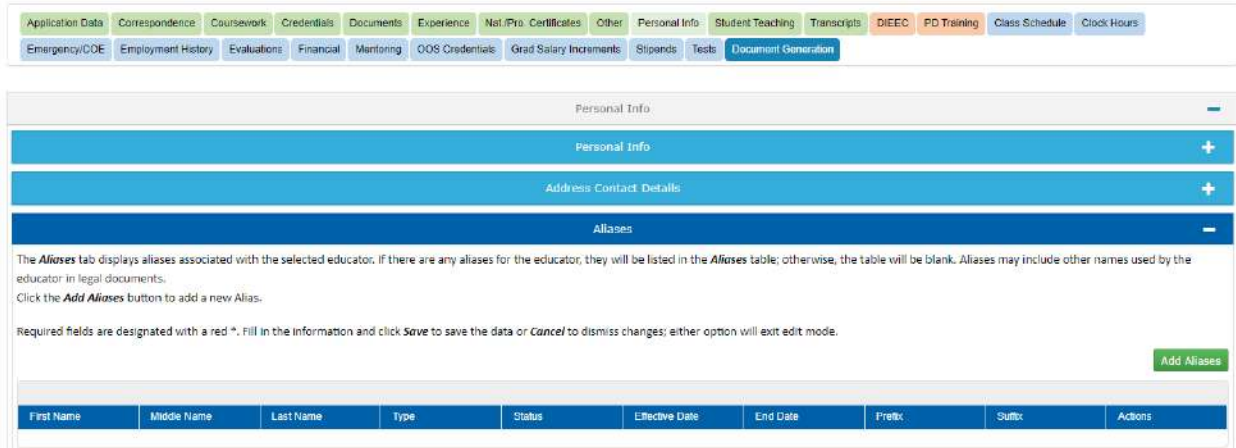 Application Data Correspondence Coursework Credentials Documents Experience Nat./Pro. Certificates Other Personal Info Student Teaching Transcripts DIEEC PD Training Class Schedule Clock Hours
Emergency/COE Employment History Evaluations Financial Mentoring OOS Credentials Grad Salary Increments Stipends Tests Document Generation
Personal Info
Personal Info
Address Contact Details
Aliases
The Aliases tab displays aliases associated with the selected educator. If there are any aliases for the educator, they will be listed in the Aliases table; otherwise, the table will be blank. Aliases may include other names used by the
educator in legal documents.
Click the Add Aliases button to add a new Alias.
Required fields are designated with a red *. Fill in the information and click Save to save the data or Cancel to dismiss changes; either option will exit edit mode.
Add Aliases
First Name Middle Name Last Name Type Status Effective Date End Date Prefix Suffix Actions